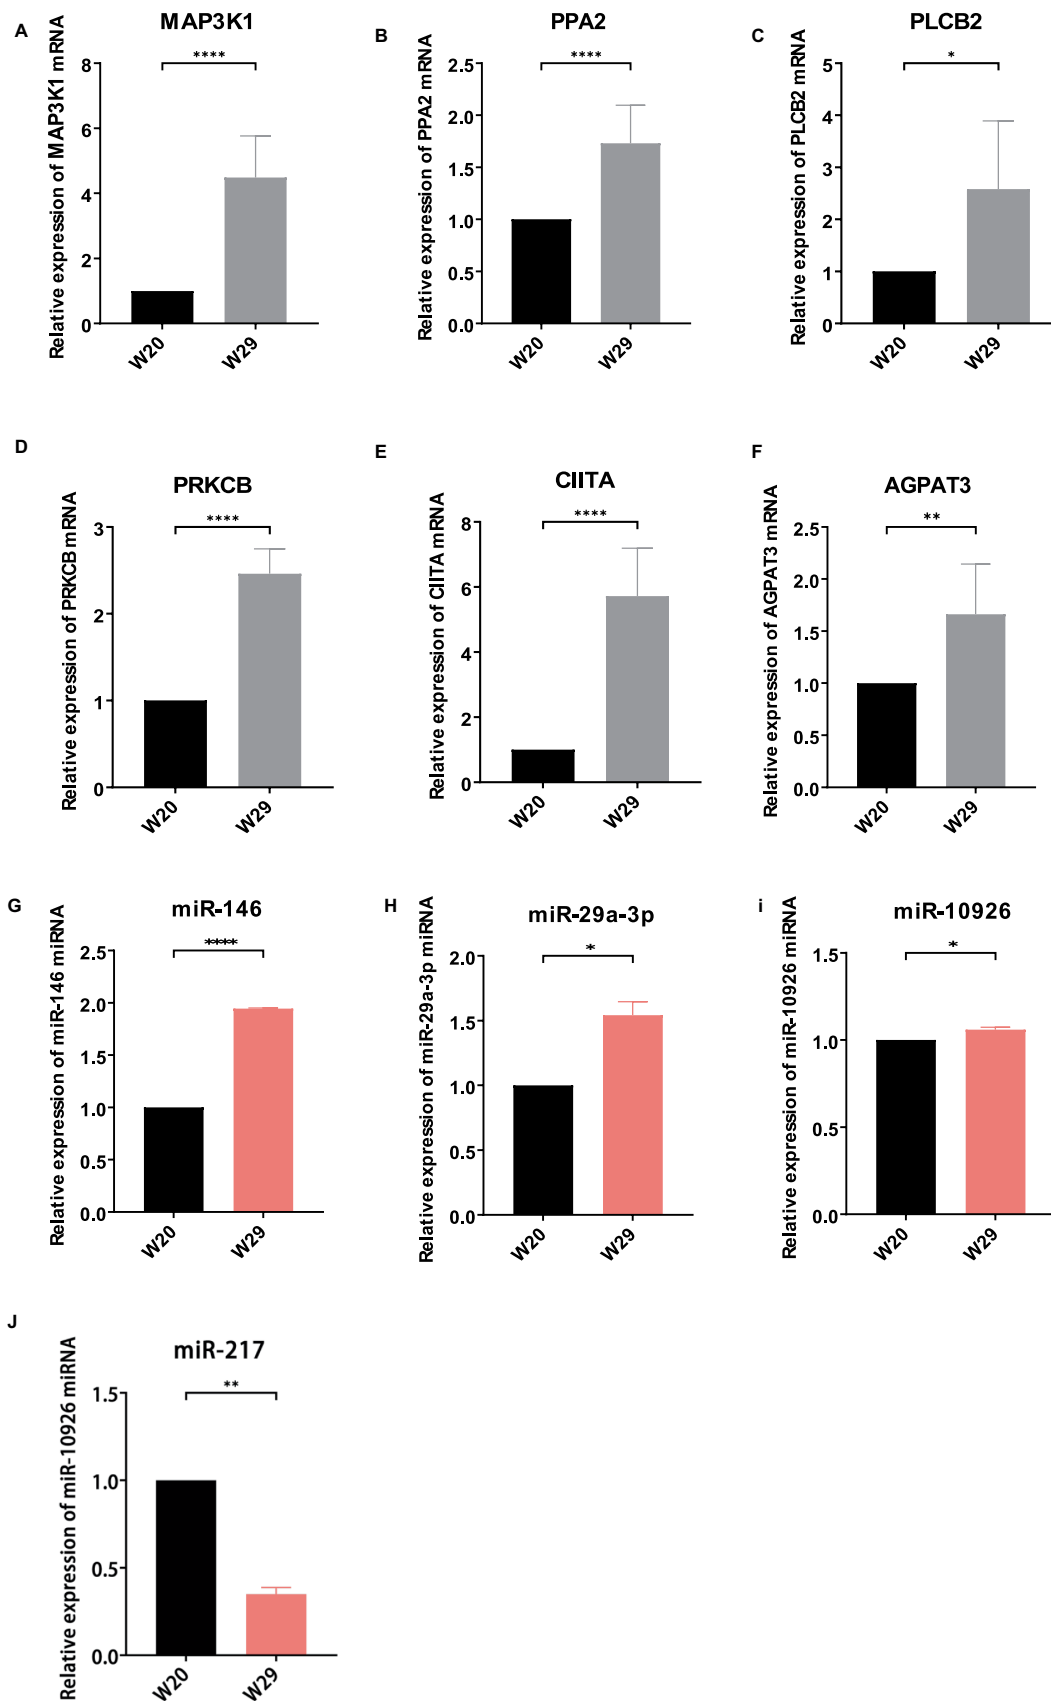 A
MAP3K1
Relative expression of MAP3K1 mRNA
****
8
6
4
2
0
W20
W29
B
PPA2
Relative expression of PPA2 mRNA
****
2.5
2.0
1.5
1.0
0.5
0.0
W20
W29
C
PLCB2
Relative expression of PLCB2 mRNA
*
5
4
3
2
1
0
W20
W29
D
PRKCB
Relative expression of PRKCB mRNA
****
3
2
1
0
W20
W29
E
CIITA
Relative expression of CIITA mRNA
****
8
6
4
2
0
W20
W29
F
AGPAT3
Relative expression of AGPAT3 mRNA
**
2.5
2.0
1.5
1.0
0.5
0.0
W20
W29
G
miR-146
Relative expression of miR-146 miRNA
****
2.5
2.0
1.5
1.0
0.5
0.0
W20
W29
H
miR-29a-3p
Relative expression of miR-29a-3p miRNA
*
2.0
1.5
1.0
0.5
0.0
W20
W29
i
miR-10926
Relative expression of miR-10926 miRNA
*
1.5
1.0
0.5
0.0
W20
W29
J
miR-217
Relative expression of miR-10926 miRNA
**
1.5
1.0
0.5
0.0
W20
W29